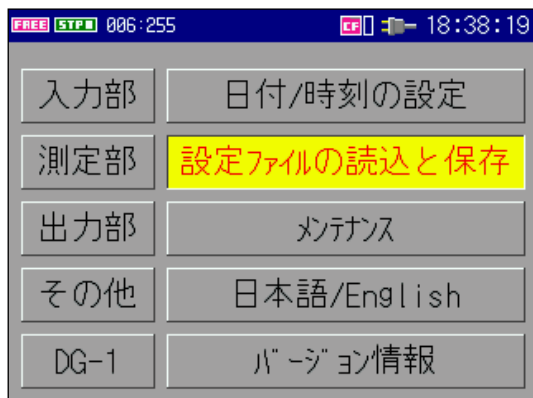 FREE STP 006:255 CF 18:38:19
入力部 日付/時刻の設定
測定部 設定ファイルの読込と保存
出力部 メンテナンス
その他 日本語/English
DG-1 バージョン情報